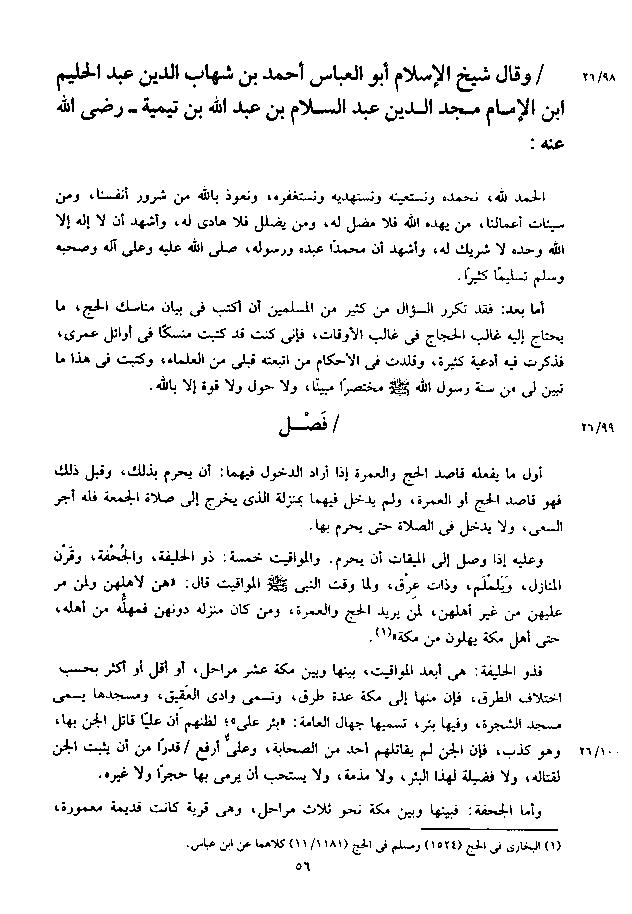 ٢٦/٩٨ / وقال شيخ الإسلام أبو العباس أحمد بن شهاب الدين عبد الحليم
ابن الإمام مجد الدين عبد السلام بن عبد الله بن تيمية ـ رضى الله
عنه :
الحمد لله، نحمده ونستعينه ونستهديه ونستغفره، ونعوذ بالله من شرور أنفسنا، ومن
سيئات أعمالنا، من يهده الله فلا مضل له، ومن يضلل فلا هادى له، وأشهد أن لا إله إلا
الله وحده لا شريك له، وأشهد أن محمدًا عبده ورسوله، صلى الله عليه وعلى آله وصحبه
وسلم تسليمًا كثيرًا.
أما بعد: فقد تكرر السؤال من كثير من المسلمين أن أكتب فى بيان مناسك الحج، ما
يحتاج إليه غالب الحجاج فى غالب الأوقات، فإنى كنت قد كتبت منسكًا فى أوائل عمرى،
فذكرت فيه أدعية كثيرة، وقلدت فى الأحكام من اتبعته قبلى من العلماء، وكتبت فى هذا ما
تبين لى من سنة رسول الله ﷺ مختصرًا مبينًا، ولا حول ولا قوة إلا بالله.
٢٦/٩٩ / فَصْــل
أول ما يفعله قاصد الحج والعمرة إذا أراد الدخول فيهما: أن يحرم بذلك، وقبل ذلك
فهو قاصد الحج أو العمرة، ولم يدخل فيهما بمنزلة الذى يخرج إلى صلاة الجمعة فله أجر
السعى، ولا يدخل فى الصلاة حتى يحرم بها.
وعليه إذا وصل إلى الميقات أن يحرم. والمواقيت خمسة: ذو الحليفة، والجُحْفة، وقَرْن
المنازل، ويَلَمْلَم، وذات عِرْق، ولما وقت النبى ﷺ المواقيت قال: «هن لأهلهن ولمن مر
عليهن من غير أهلهن، لمن يريد الحج والعمرة، ومن كان منزله دونهن فمهلُّه من أهله،
حتى أهل مكة يهلون من مكة»(١).
فذو الحليفة: هى أبعد المواقيت، بينها وبين مكة عشر مراحل، أو أقل أو أكثر بحسب
اختلاف الطرق، فإن منها إلى مكة عدة طرق، وتسمى وادى العَقيق، ومسجدها يسمى
مسجد الشجرة، وفيها بئر، تسميها جهال العامة: «بئر على»؛ لظنهم أن عليًا قاتل الجن بها،
٢٦/١٠٠ وهو كذب، فإن الجن لم يقاتلهم أحد من الصحابة، وعلىٌّ أرفع / قدرًا من أن يثبت الجن
لقتاله، ولا فضيلة لهذا البئر، ولا مذمة، ولا يستحب أن يرمى بها حجرًا ولا غيره.
وأما الجحفة: فبينها وبين مكة نحو ثلاث مراحل، وهى قرية كانت قديمة معمورة،
(١) البخارى فى الحج (١٥٢٤) ومسلم فى الحج (١١٨١/ ١١) كلاهما عن ابن عباس.
٥٦